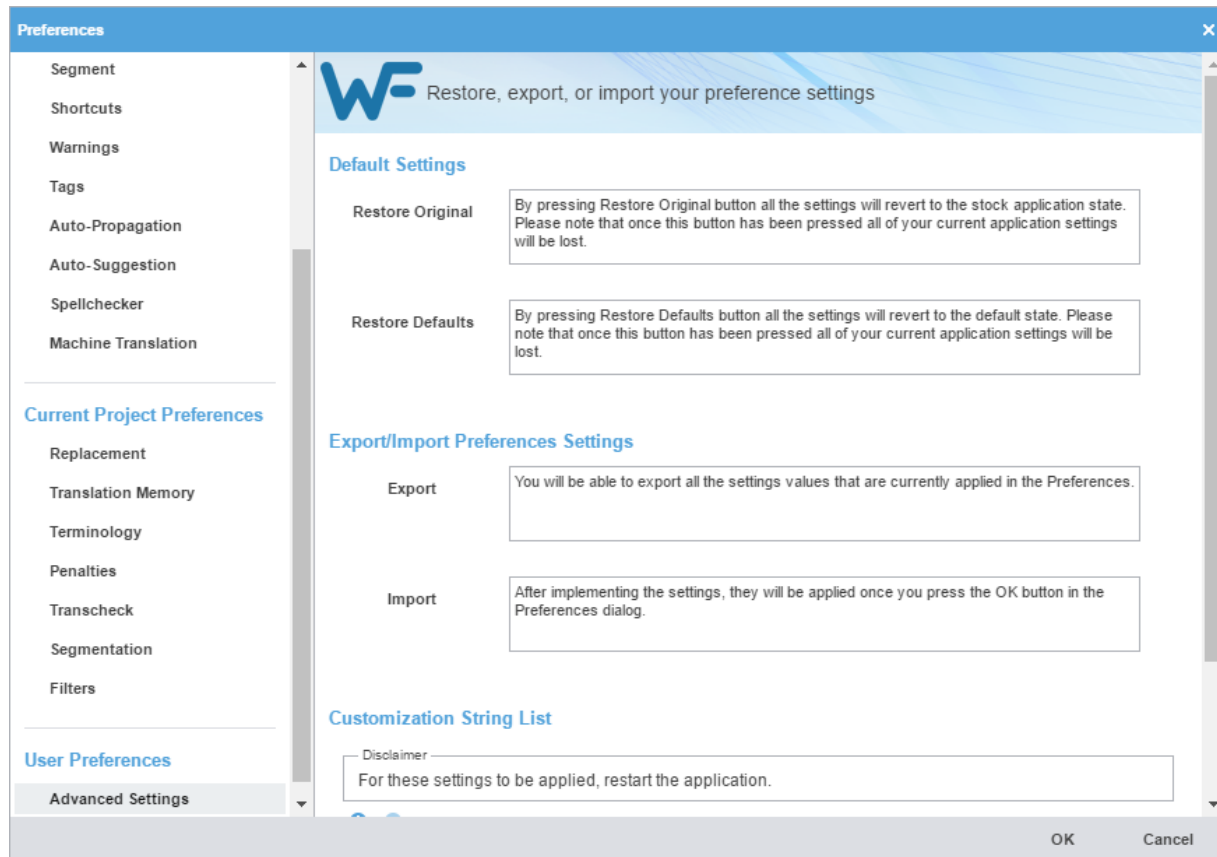 Preferences
Segment
Shortcuts
Warnings
Tags
Auto-Propagation
Auto-Suggestion
Spellchecker
Machine Translation
Current Project Preferences
Replacement
Translation Memory
Terminology
Penalties
Transcheck
Segmentation
Filters
User Preferences
Advanced Settings
WF
Restore, export, or import your preference settings
Default Settings
Restore Original
By pressing Restore Original button all the settings will revert to the stock application state.
Please note that once this button has been pressed all of your current application settings
will be lost.
Restore Defaults
By pressing Restore Defaults button all the settings will revert to the default state. Please
note that once this button has been pressed all of your current application settings will be
lost.
Export/Import Preferences Settings
Export
You will be able to export all the settings values that are currently applied in the Preferences.
Import
After implementing the settings, they will be applied once you press the OK button in the
Preferences dialog.
Customization String List
Disclaimer
For these settings to be applied, restart the application.
OK
Cancel